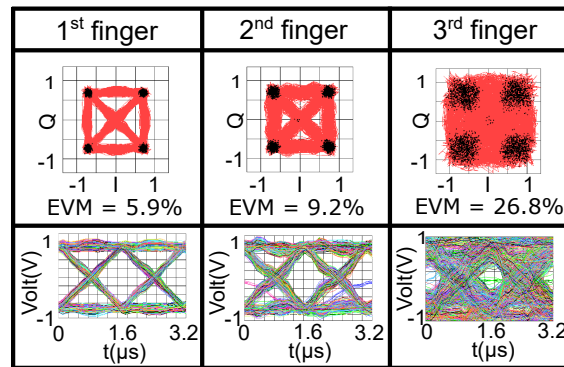 1st finger
2nd finger
3rd finger
1
Q
-1
-1 I 1
EVM = 5.9%
1
Q
-1
-1 I 1
EVM = 9.2%
1
Q
-1
-1 I 1
EVM = 26.8%
1
Volt(V)
-1
0 1.6 3.2
t(μs)
1
Volt(V)
-1
0 1.6 3.2
t(μs)
1
Volt(V)
-1
0 1.6 3.2
t(μs)